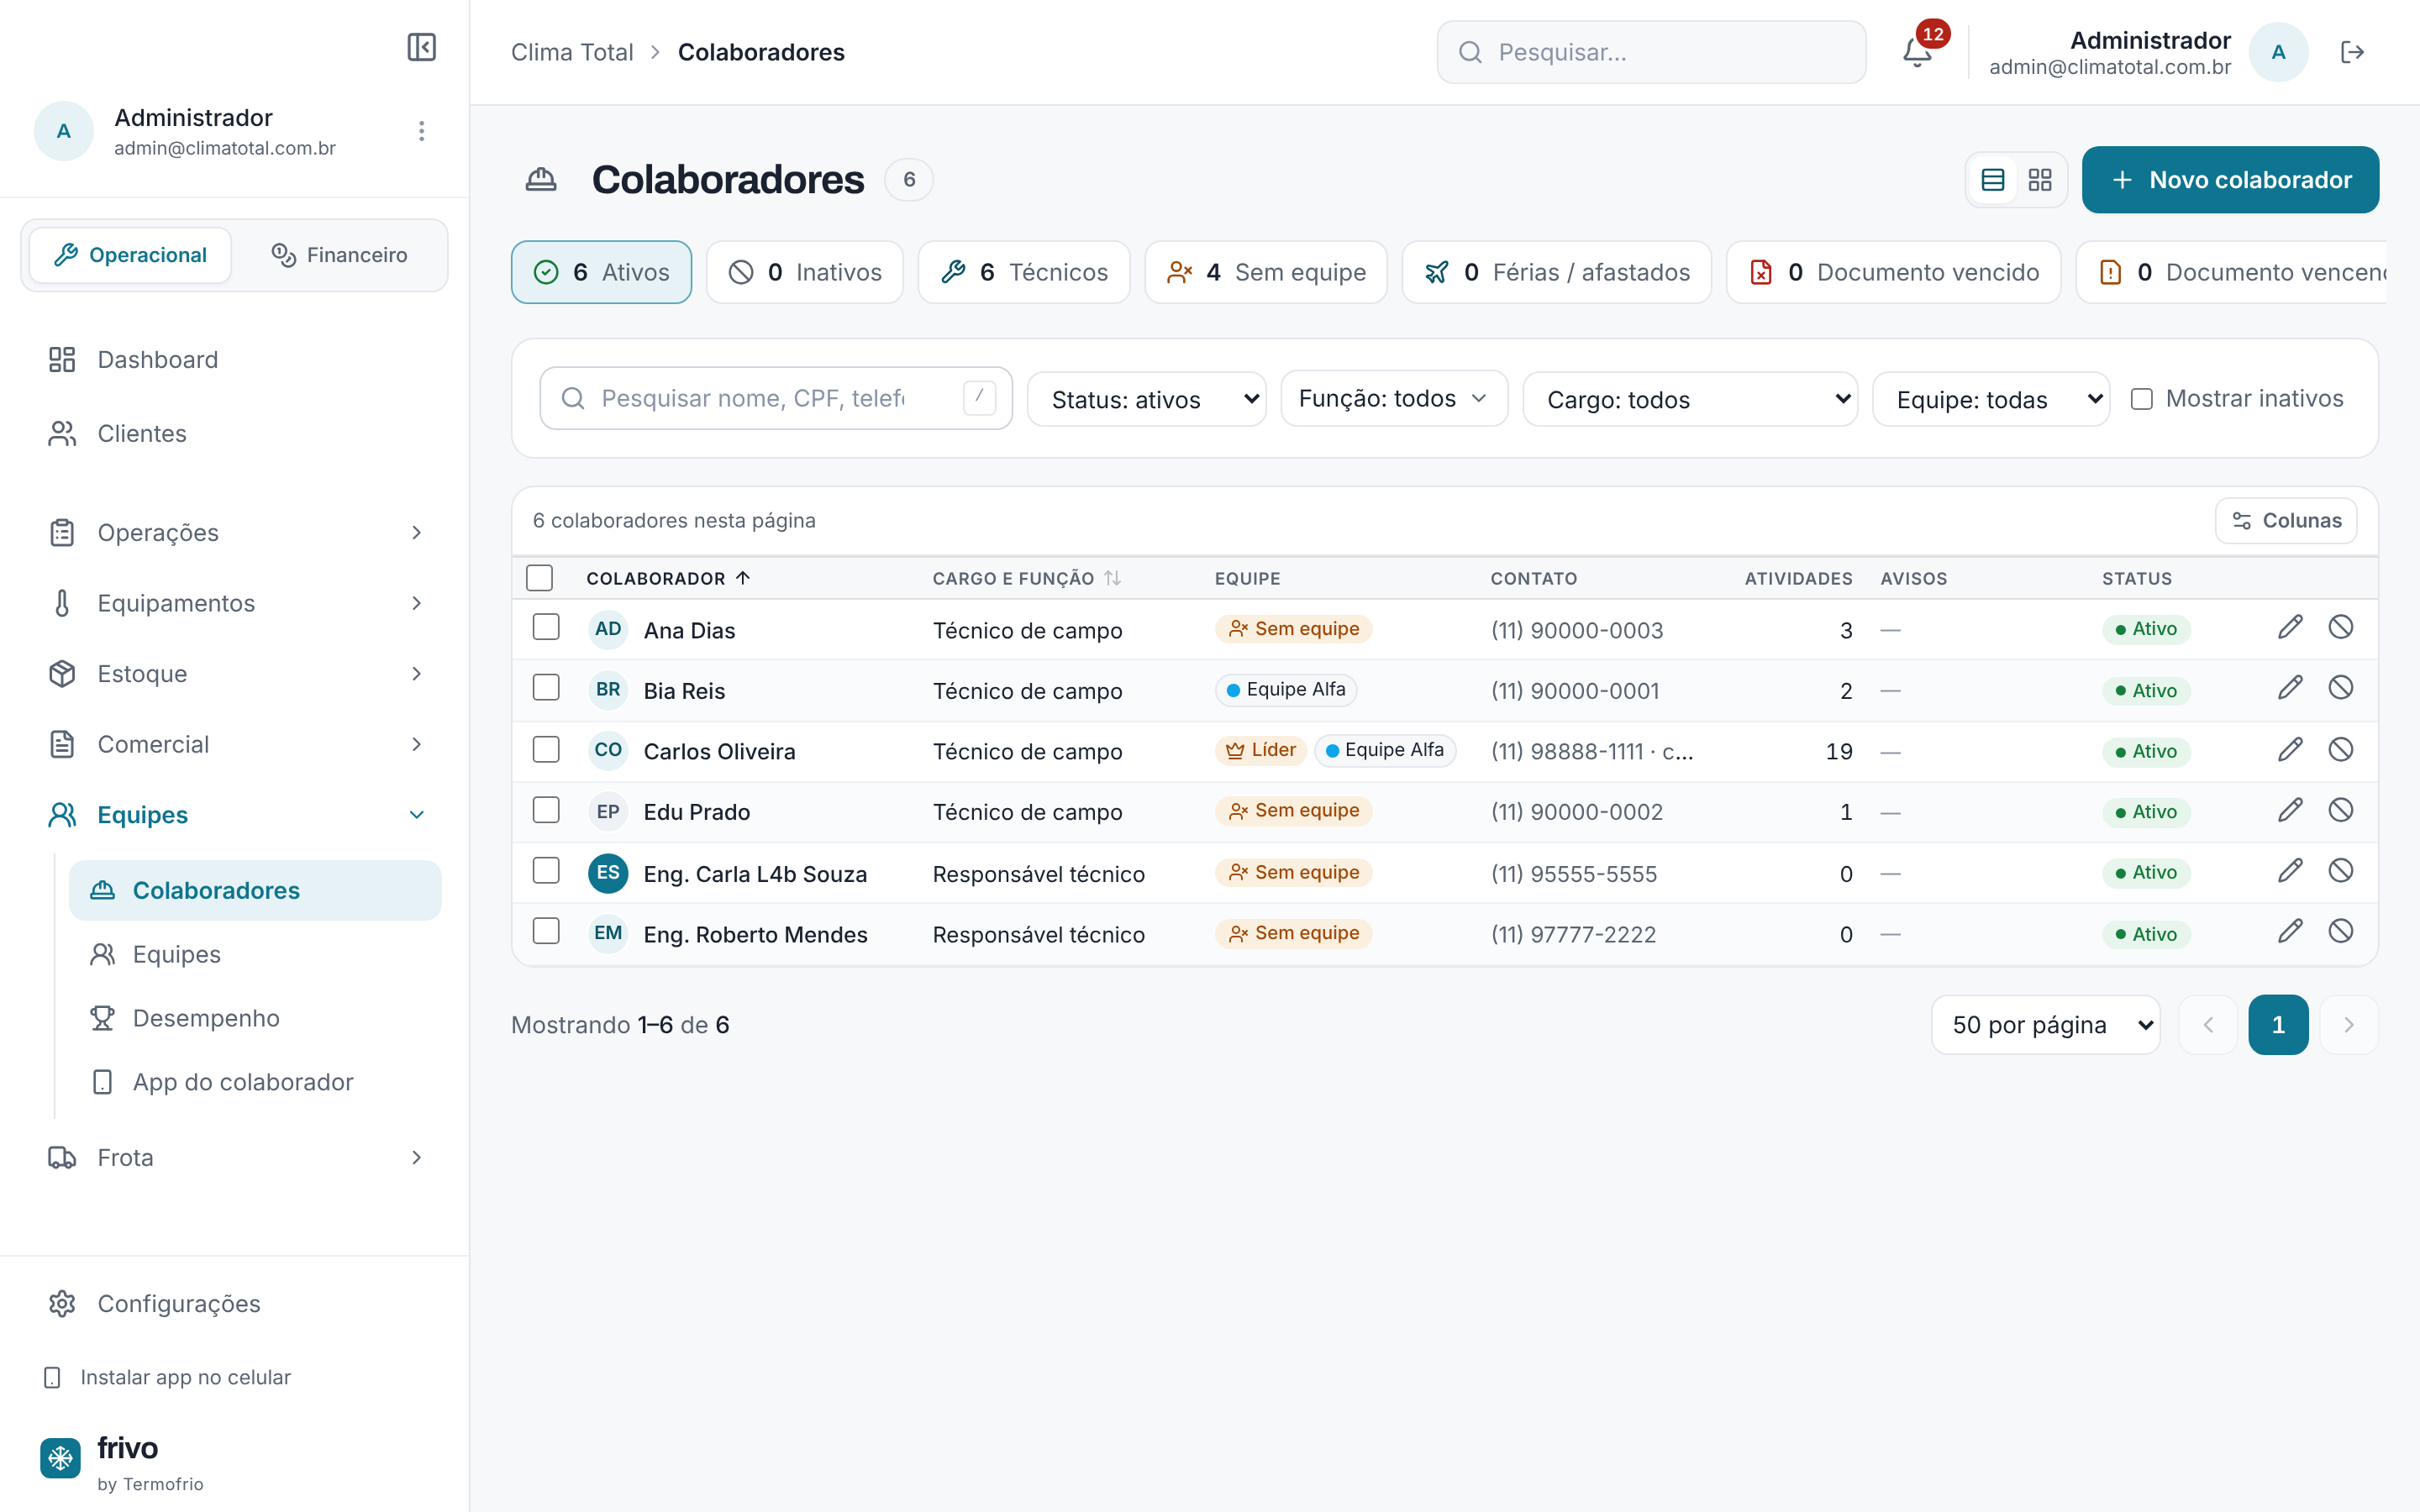 Clima Total > Colaboradores
Pesquisar...
12
Administrador
admin@climatotal.com.br
A
A
Administrador
admin@climatotal.com.br
Operacional
Financeiro
Dashboard
Clientes
Operações
Equipamentos
Estoque
Comercial
Equipes
Colaboradores
Equipes
Desempenho
App do colaborador
Frota
Configurações
Instalar app no celular
frivo
by Termofrio
Colaboradores 6
+ Novo colaborador
6 Ativos
0 Inativos
6 Técnicos
4 Sem equipe
0 Férias / afastados
0 Documento vencido
0 Documento vencend
Pesquisar nome, CPF, telef /
Status: ativos
Função: todos
Cargo: todos
Equipe: todas
Mostrar inativos
6 colaboradores nesta página
Colunas
COLABORADOR CARGO E FUNÇÃO EQUIPE CONTATO ATIVIDADES AVISOS STATUS
AD Ana Dias Técnico de campo Sem equipe (11) 90000-0003 3 — Ativo
BR Bia Reis Técnico de campo Equipe Alfa (11) 90000-0001 2 — Ativo
CO Carlos Oliveira Técnico de campo Líder Equipe Alfa (11) 98888-1111 · c... 19 — Ativo
EP Edu Prado Técnico de campo Sem equipe (11) 90000-0002 1 — Ativo
ES Eng. Carla L4b Souza Responsável técnico Sem equipe (11) 95555-5555 0 — Ativo
EM Eng. Roberto Mendes Responsável técnico Sem equipe (11) 97777-2222 0 — Ativo
Mostrando 1–6 de 6
50 por página
1